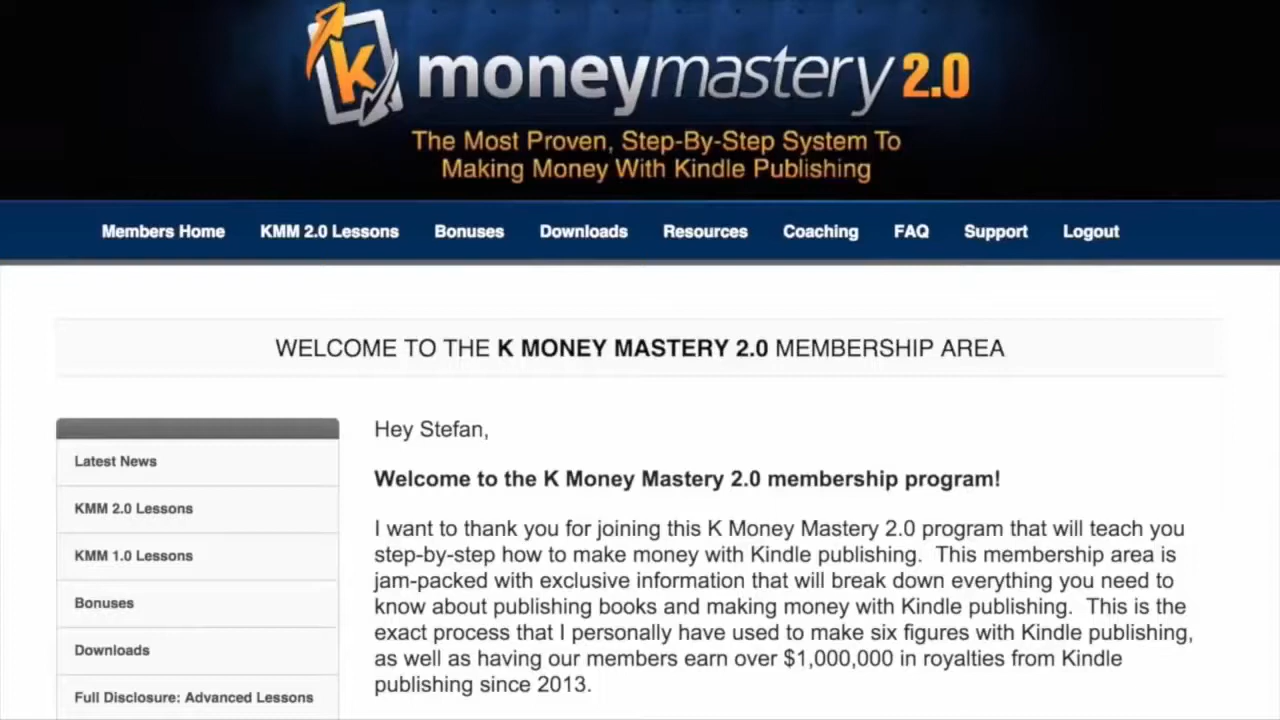 k moneymastery 2.0
The Most Proven, Step-By-Step System To
Making Money With Kindle Publishing
Members Home KMM 2.0 Lessons Bonuses Downloads Resources Coaching FAQ Support Logout
WELCOME TO THE K MONEY MASTERY 2.0 MEMBERSHIP AREA
Latest News
KMM 2.0 Lessons
KMM 1.0 Lessons
Bonuses
Downloads
Full Disclosure: Advanced Lessons
Hey Stefan,
Welcome to the K Money Mastery 2.0 membership program!
I want to thank you for joining this K Money Mastery 2.0 program that will teach you
step-by-step how to make money with Kindle publishing. This membership area is
jam-packed with exclusive information that will break down everything you need to
know about publishing books and making money with Kindle publishing. This is the
exact process that I personally have used to make six figures with Kindle publishing,
as well as having our members earn over $1,000,000 in royalties from Kindle
publishing since 2013.